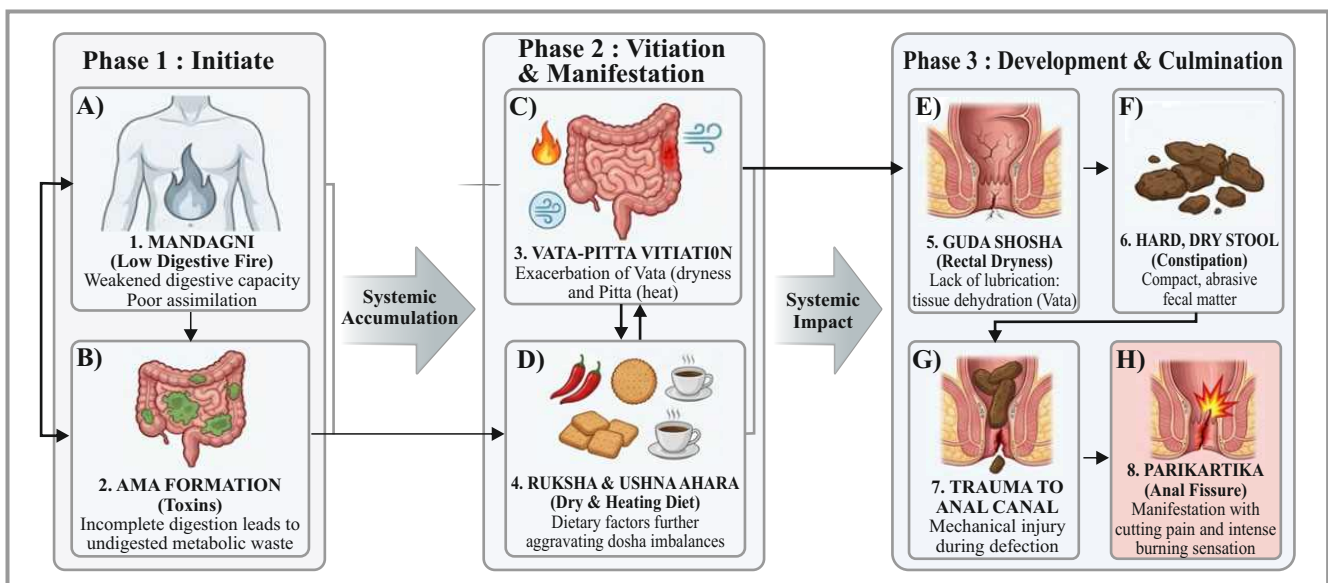 Phase 1 : Initiate
A)
1. MANDAGNI
(Low Digestive Fire)
Weakened digestive capacity
Poor assimilation
B)
2. AMA FORMATION
(Toxins)
Incomplete digestion leads to
undigested metabolic waste
Systemic
Accumulation
Phase 2 : Vitiation
& Manifestation
C)
3. VATA-PITTA VITIATI0N
Exacerbation of Vata (dryness
and Pitta (heat)
D)
4. RUKSHA & USHNA AHARA
(Dry & Heating Diet)
Dietary factors further
aggravating dosha imbalances
Systemic
Impact
Phase 3 : Development & Culmination
E)
5. GUDA SHOSHA
(Rectal Dryness)
Lack of lubrication:
tissue dehydration (Vata)
F)
6. HARD, DRY STOOL
(Constipation)
Compact, abrasive
fecal matter
G)
7. TRAUMA TO
ANAL CANAL
Mechanical injury
during defection
H)
8. PARIKARTIKA
(Anal Fissure)
Manifestation with
cutting pain and intense
burning sensation